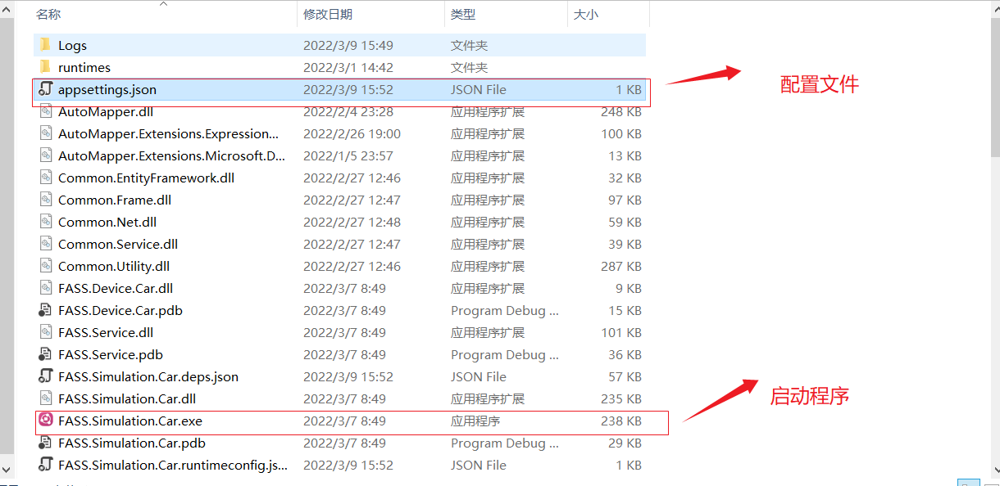 名称 修改日期 类型 大小
Logs 2022/3/9 15:49 文件夹
runtimes 2022/3/1 14:42 文件夹
appsettings.json 2022/3/9 15:52 JSON File 1 KB
配置文件
AutoMapper.dll 2022/2/4 23:28 应用程序扩展 248 KB
AutoMapper.Extensions.Expression... 2022/2/26 19:00 应用程序扩展 100 KB
AutoMapper.Extensions.Microsoft.D... 2022/1/5 23:57 应用程序扩展 13 KB
Common.EntityFramework.dll 2022/2/27 12:46 应用程序扩展 32 KB
Common.Frame.dll 2022/2/27 12:47 应用程序扩展 97 KB
Common.Net.dll 2022/2/27 12:48 应用程序扩展 59 KB
Common.Service.dll 2022/2/27 12:47 应用程序扩展 39 KB
Common.Utility.dll 2022/2/27 12:46 应用程序扩展 287 KB
FASS.Device.Car.dll 2022/3/7 8:49 应用程序扩展 9 KB
FASS.Device.Car.pdb 2022/3/7 8:49 Program Debug ... 15 KB
FASS.Service.dll 2022/3/7 8:49 应用程序扩展 101 KB
FASS.Service.pdb 2022/3/7 8:49 Program Debug ... 36 KB
FASS.Simulation.Car.deps.json 2022/3/9 15:52 JSON File 57 KB
FASS.Simulation.Car.dll 2022/3/7 8:49 应用程序扩展 235 KB
启动程序
FASS.Simulation.Car.exe 2022/3/7 8:49 应用程序 238 KB
FASS.Simulation.Car.pdb 2022/3/7 8:49 Program Debug ... 29 KB
FASS.Simulation.Car.runtimeconfig.js... 2022/3/9 15:52 JSON File 1 KB